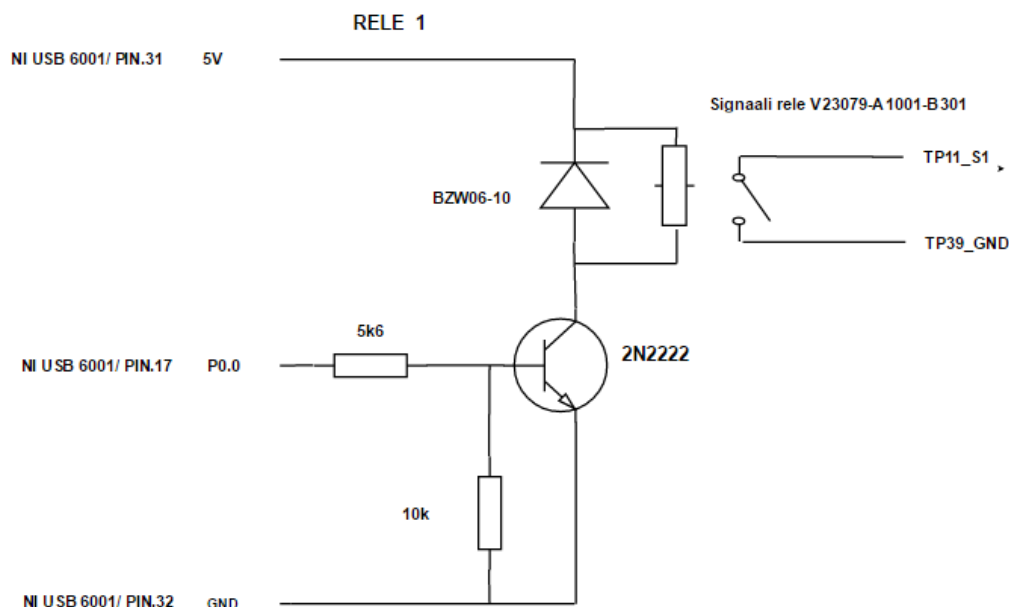 RELE 1
NI USB 6001/ PIN.31 5V
Signaali rele V23079-A1001-B301
TP11_S1
BZW06-10
TP39_GND
5k6
2N2222
NI USB 6001/ PIN.17 P0.0
10k
NI USB 6001/ PIN.32 GND